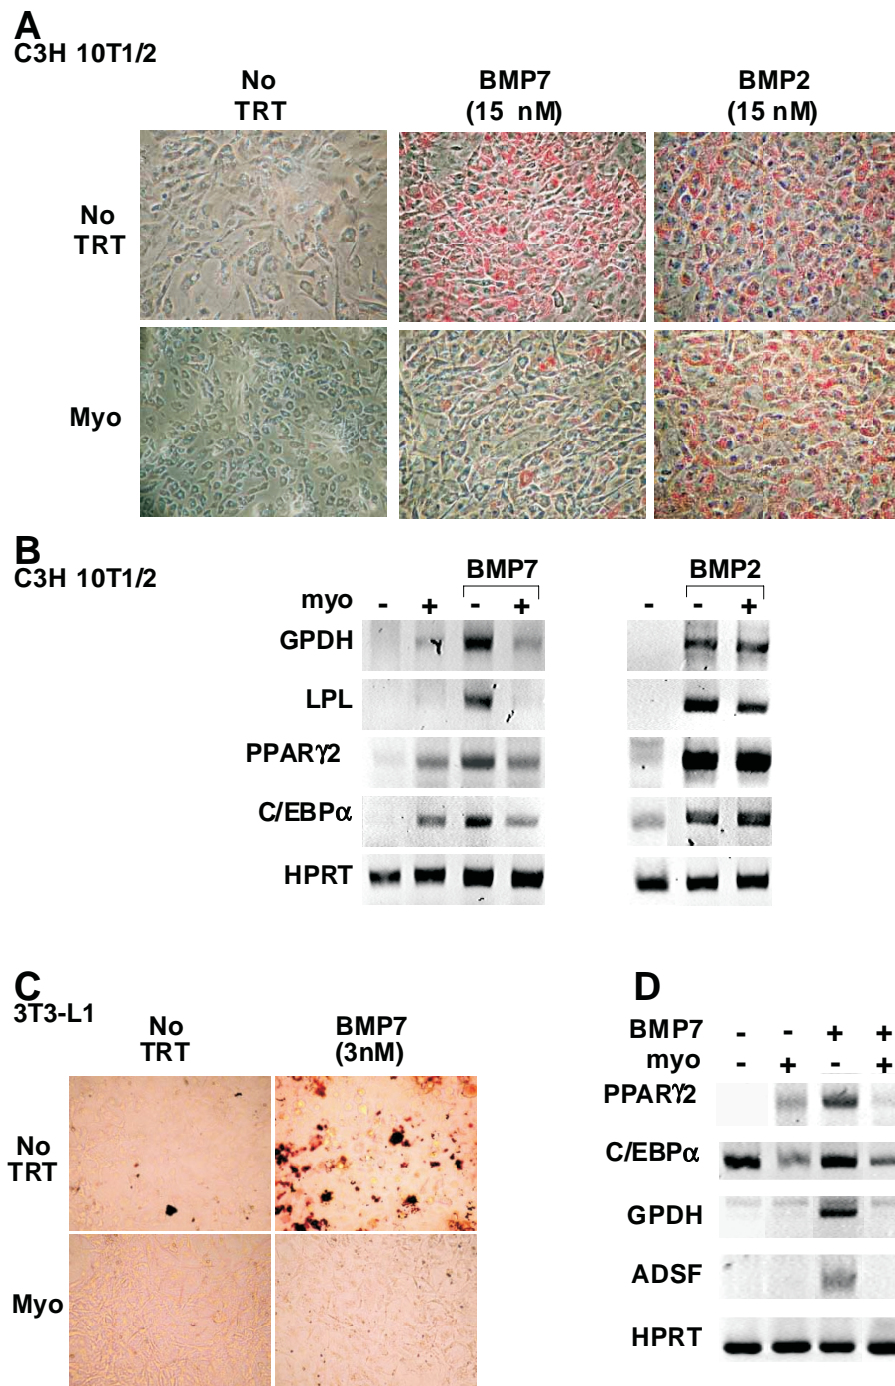 A
C3H 10T1/2
No
TRT
BMP7
(15 nM)
BMP2
(15 nM)
No
TRT
Myo
B
C3H 10T1/2
BMP7
BMP2
myo - + - + - - +
GPDH
LPL
PPARγ2
C/EBPα
HPRT
C
3T3-L1
No
TRT
BMP7
(3nM)
No
TRT
Myo
D
BMP7 - - + +
myo - + - +
PPARγ2
C/EBPα
GPDH
ADSF
HPRT